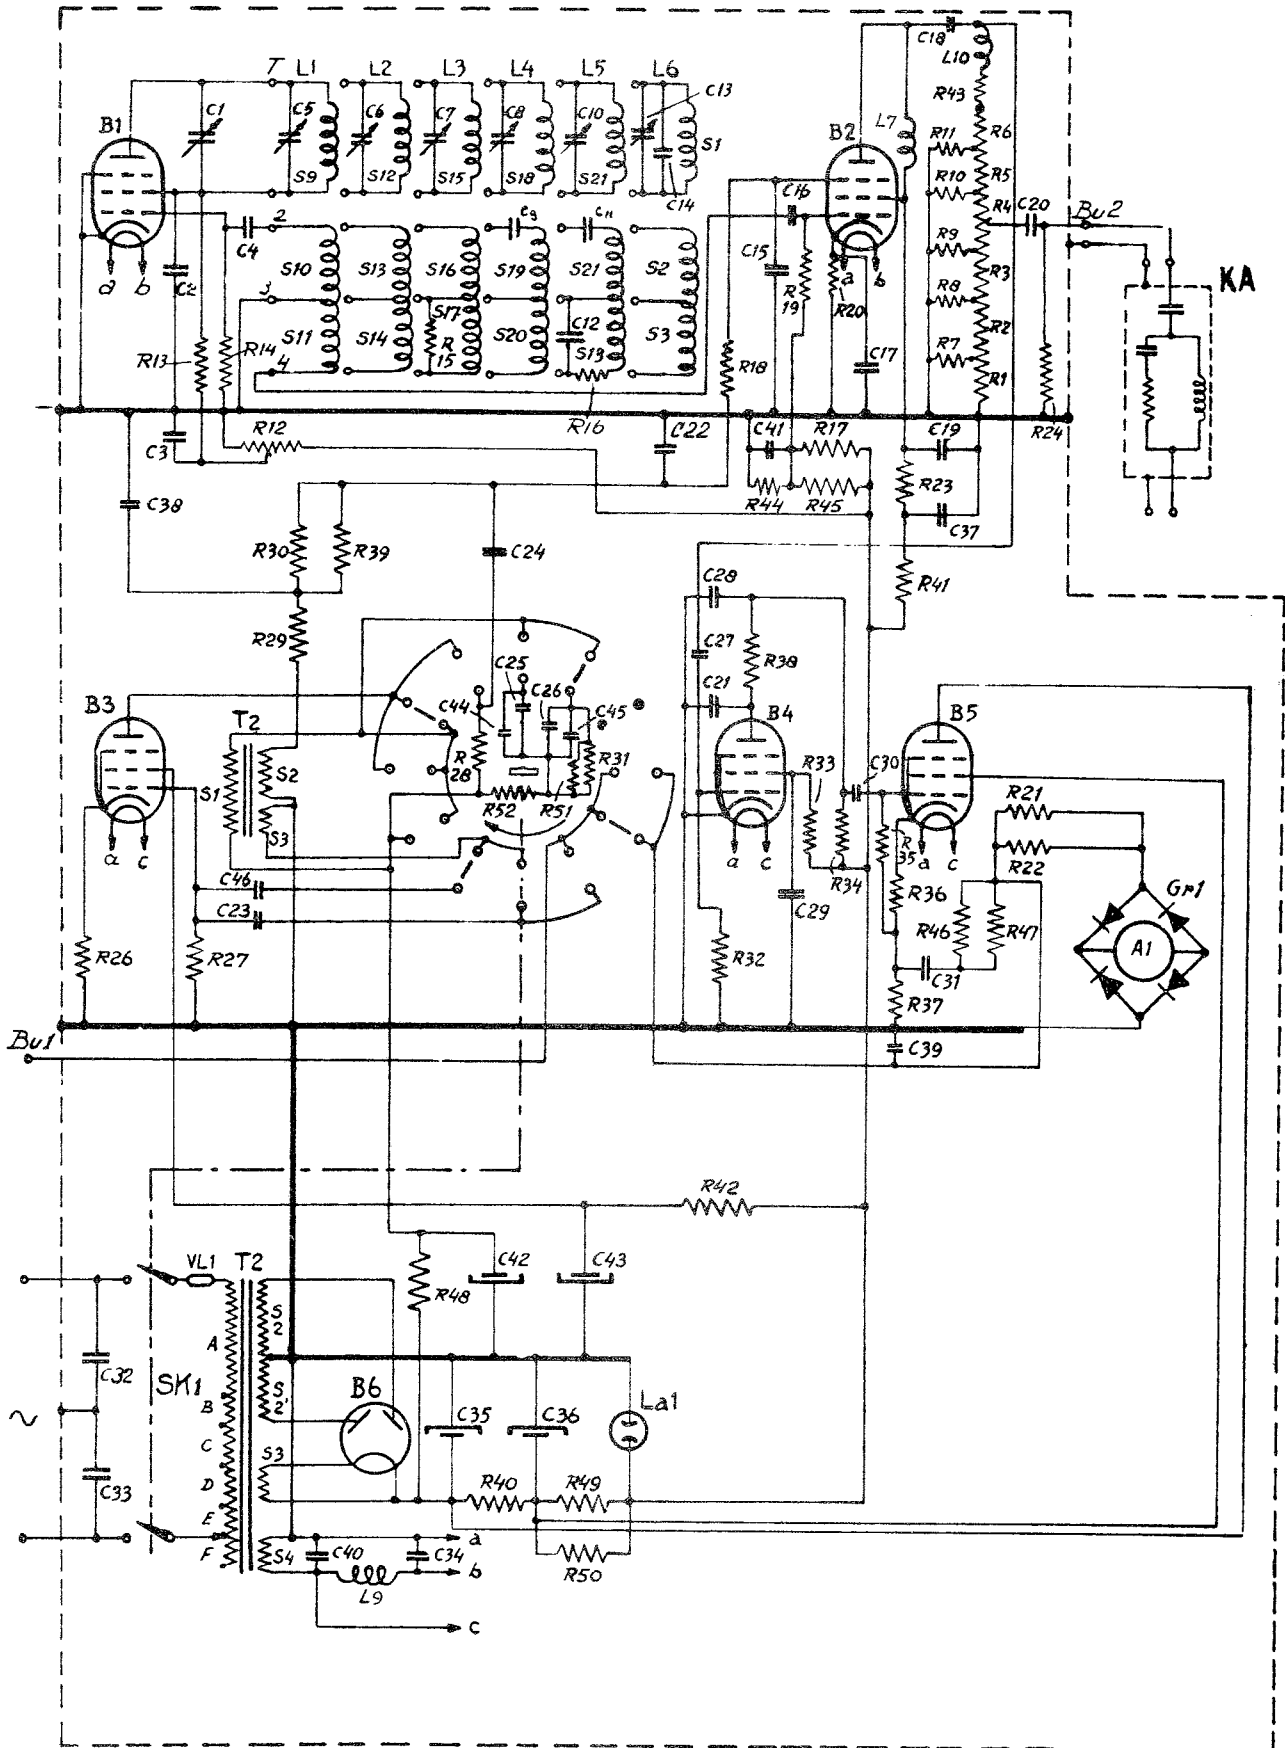 T L1 L2 L3 L4 L5 L6 C13
C18 L10 R43
B1 C1 C5 C6 C7 C8 C10 S1 B2 L7 R11 R6
S9 S12 S15 S18 S21 C14 R10 R5
2 C9 C11 C16 R4 C20 Bu2
a b C2 C4 S10 S13 S16 S19 S21 S2 C15 R19 a b R20 R9 R3 KA
3 S17 C12 R8 R2
S11 S14 R15 S20 S13 S3 R18 C17 R7 R1
R13 R14 4
R12 R16 C22 C41 R17 C19 R24
C3
C38 R44 R45 R23 C37
R30 R39 C24 R41
C28
R29 C27 R38
C25 C21
B3 T2 C44 C26 C45 B4 B5
R28 R31 R33 C30
S1 S2 R52 R51 R21
S3 R35 R22
a c a c R34 a c
C46 C29 R36 Gr1
C23 R46 R47 A1
R26 R27 R32 C31
R37
Bu1 C39
R42
VL1 T2 C42 C43
R48
S2
A
C32 SK1 S2' B6 La1
~ B C35 C36
C S3
C33 D R40 R49
E a
F S4 C40 C34 b R50
L9
c